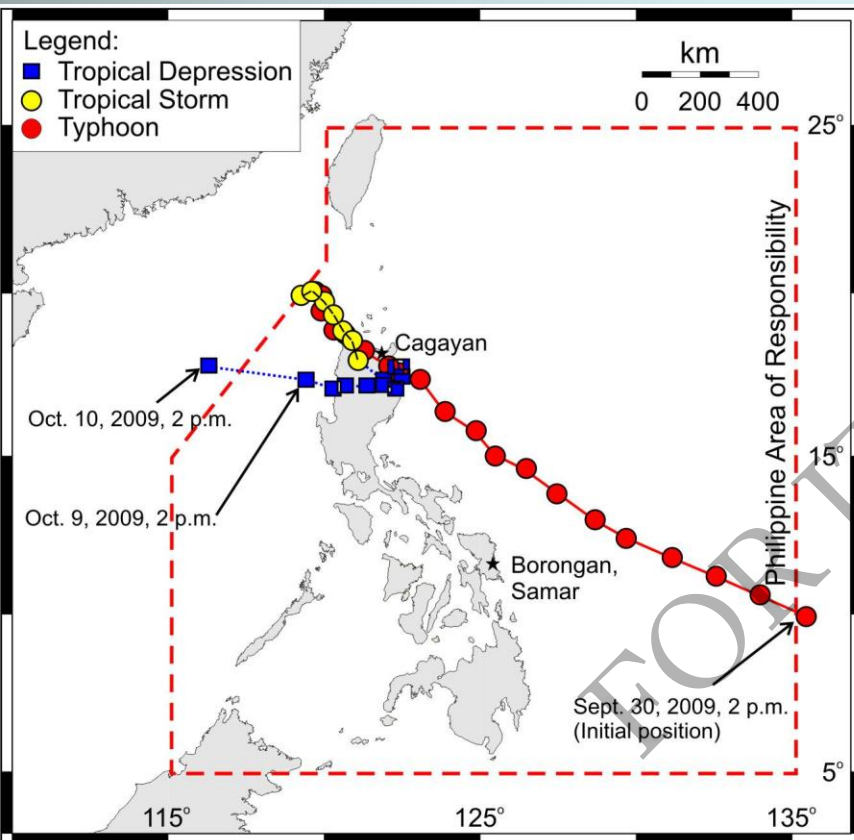 Legend:
Tropical Depression
Tropical Storm
Typhoon
km
0 200 400
25°
Philippine Area of Responsibility
Cagayan
Oct. 10, 2009, 2 p.m.
15°
Oct. 9, 2009, 2 p.m.
Borongan,
Samar
Sept. 30, 2009, 2 p.m.
(Initial position)
5°
115° 125° 135°
FOR